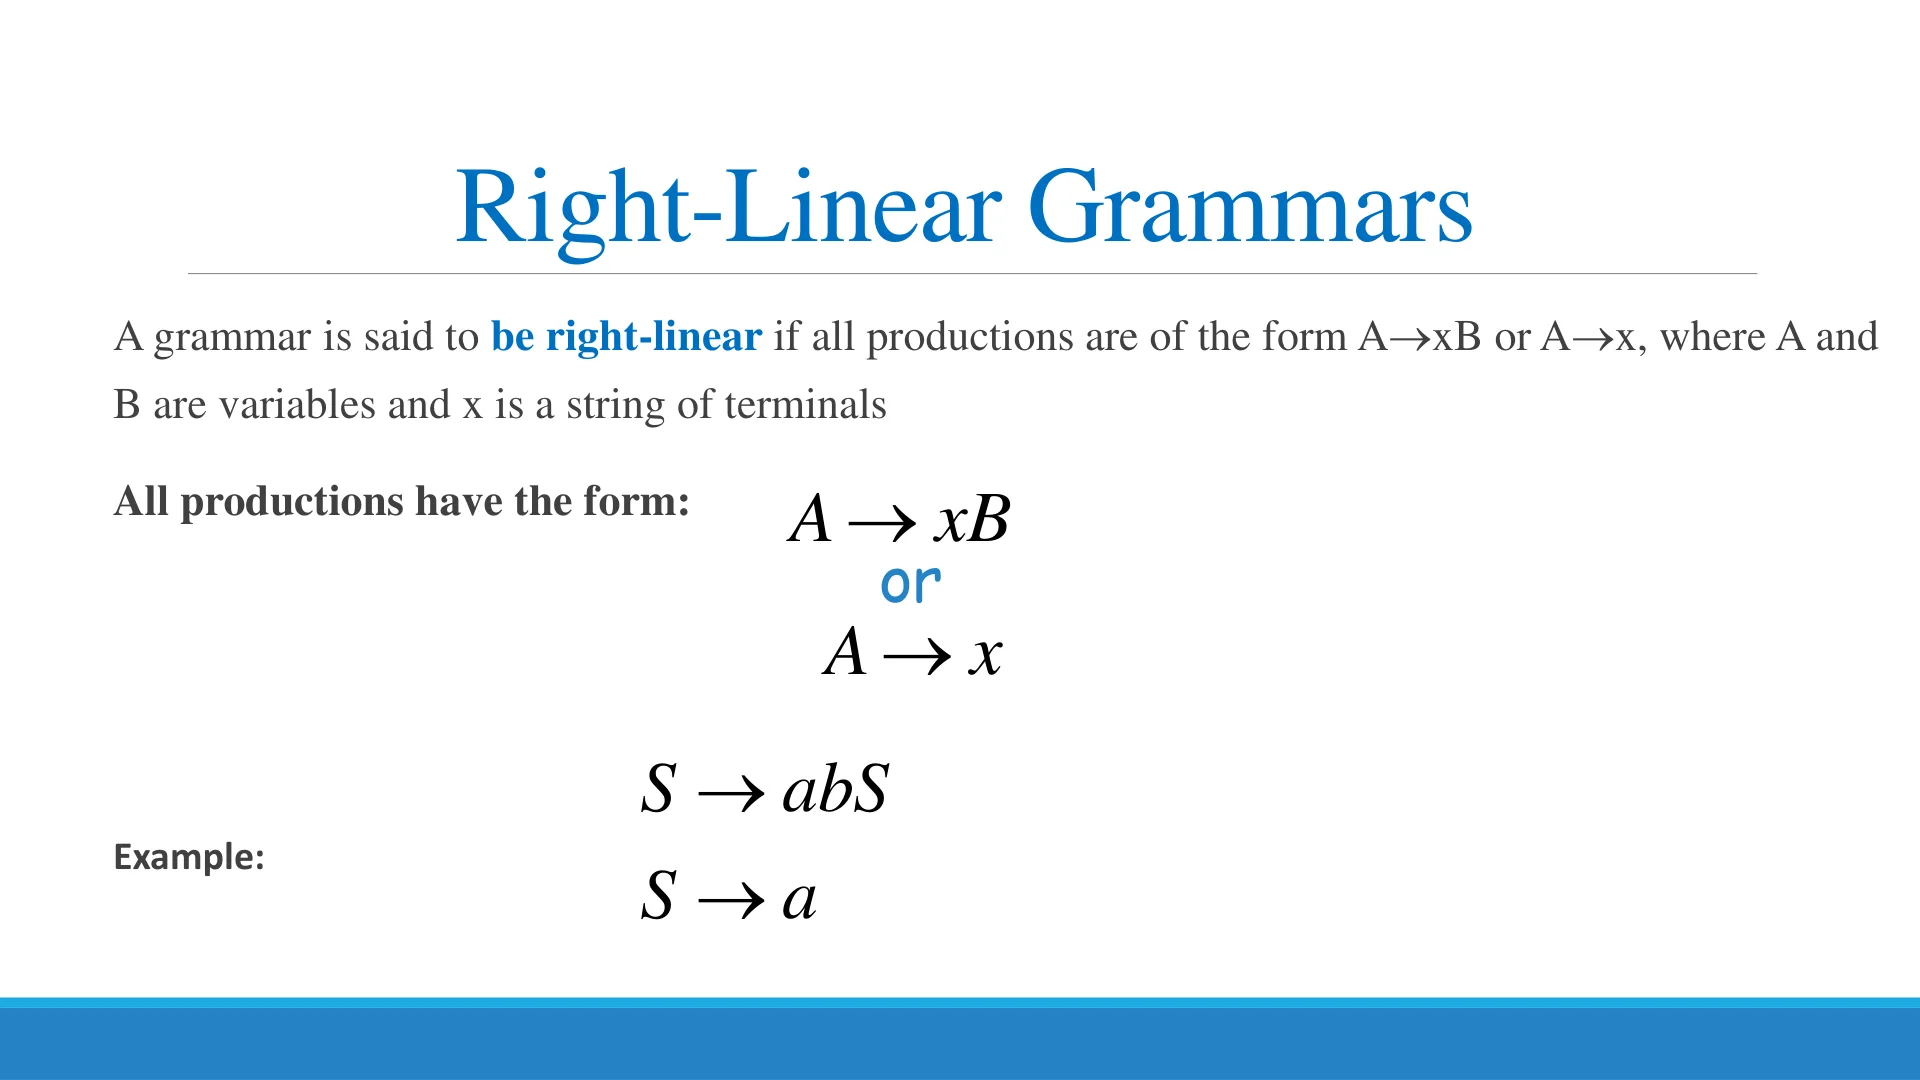 Right-Linear Grammars
A grammar is said to be right-linear if all productions are of the form A→xB or A→x, where A and
B are variables and x is a string of terminals
All productions have the form:
A → xB
or
A → x
S → abS
Example:
S → a